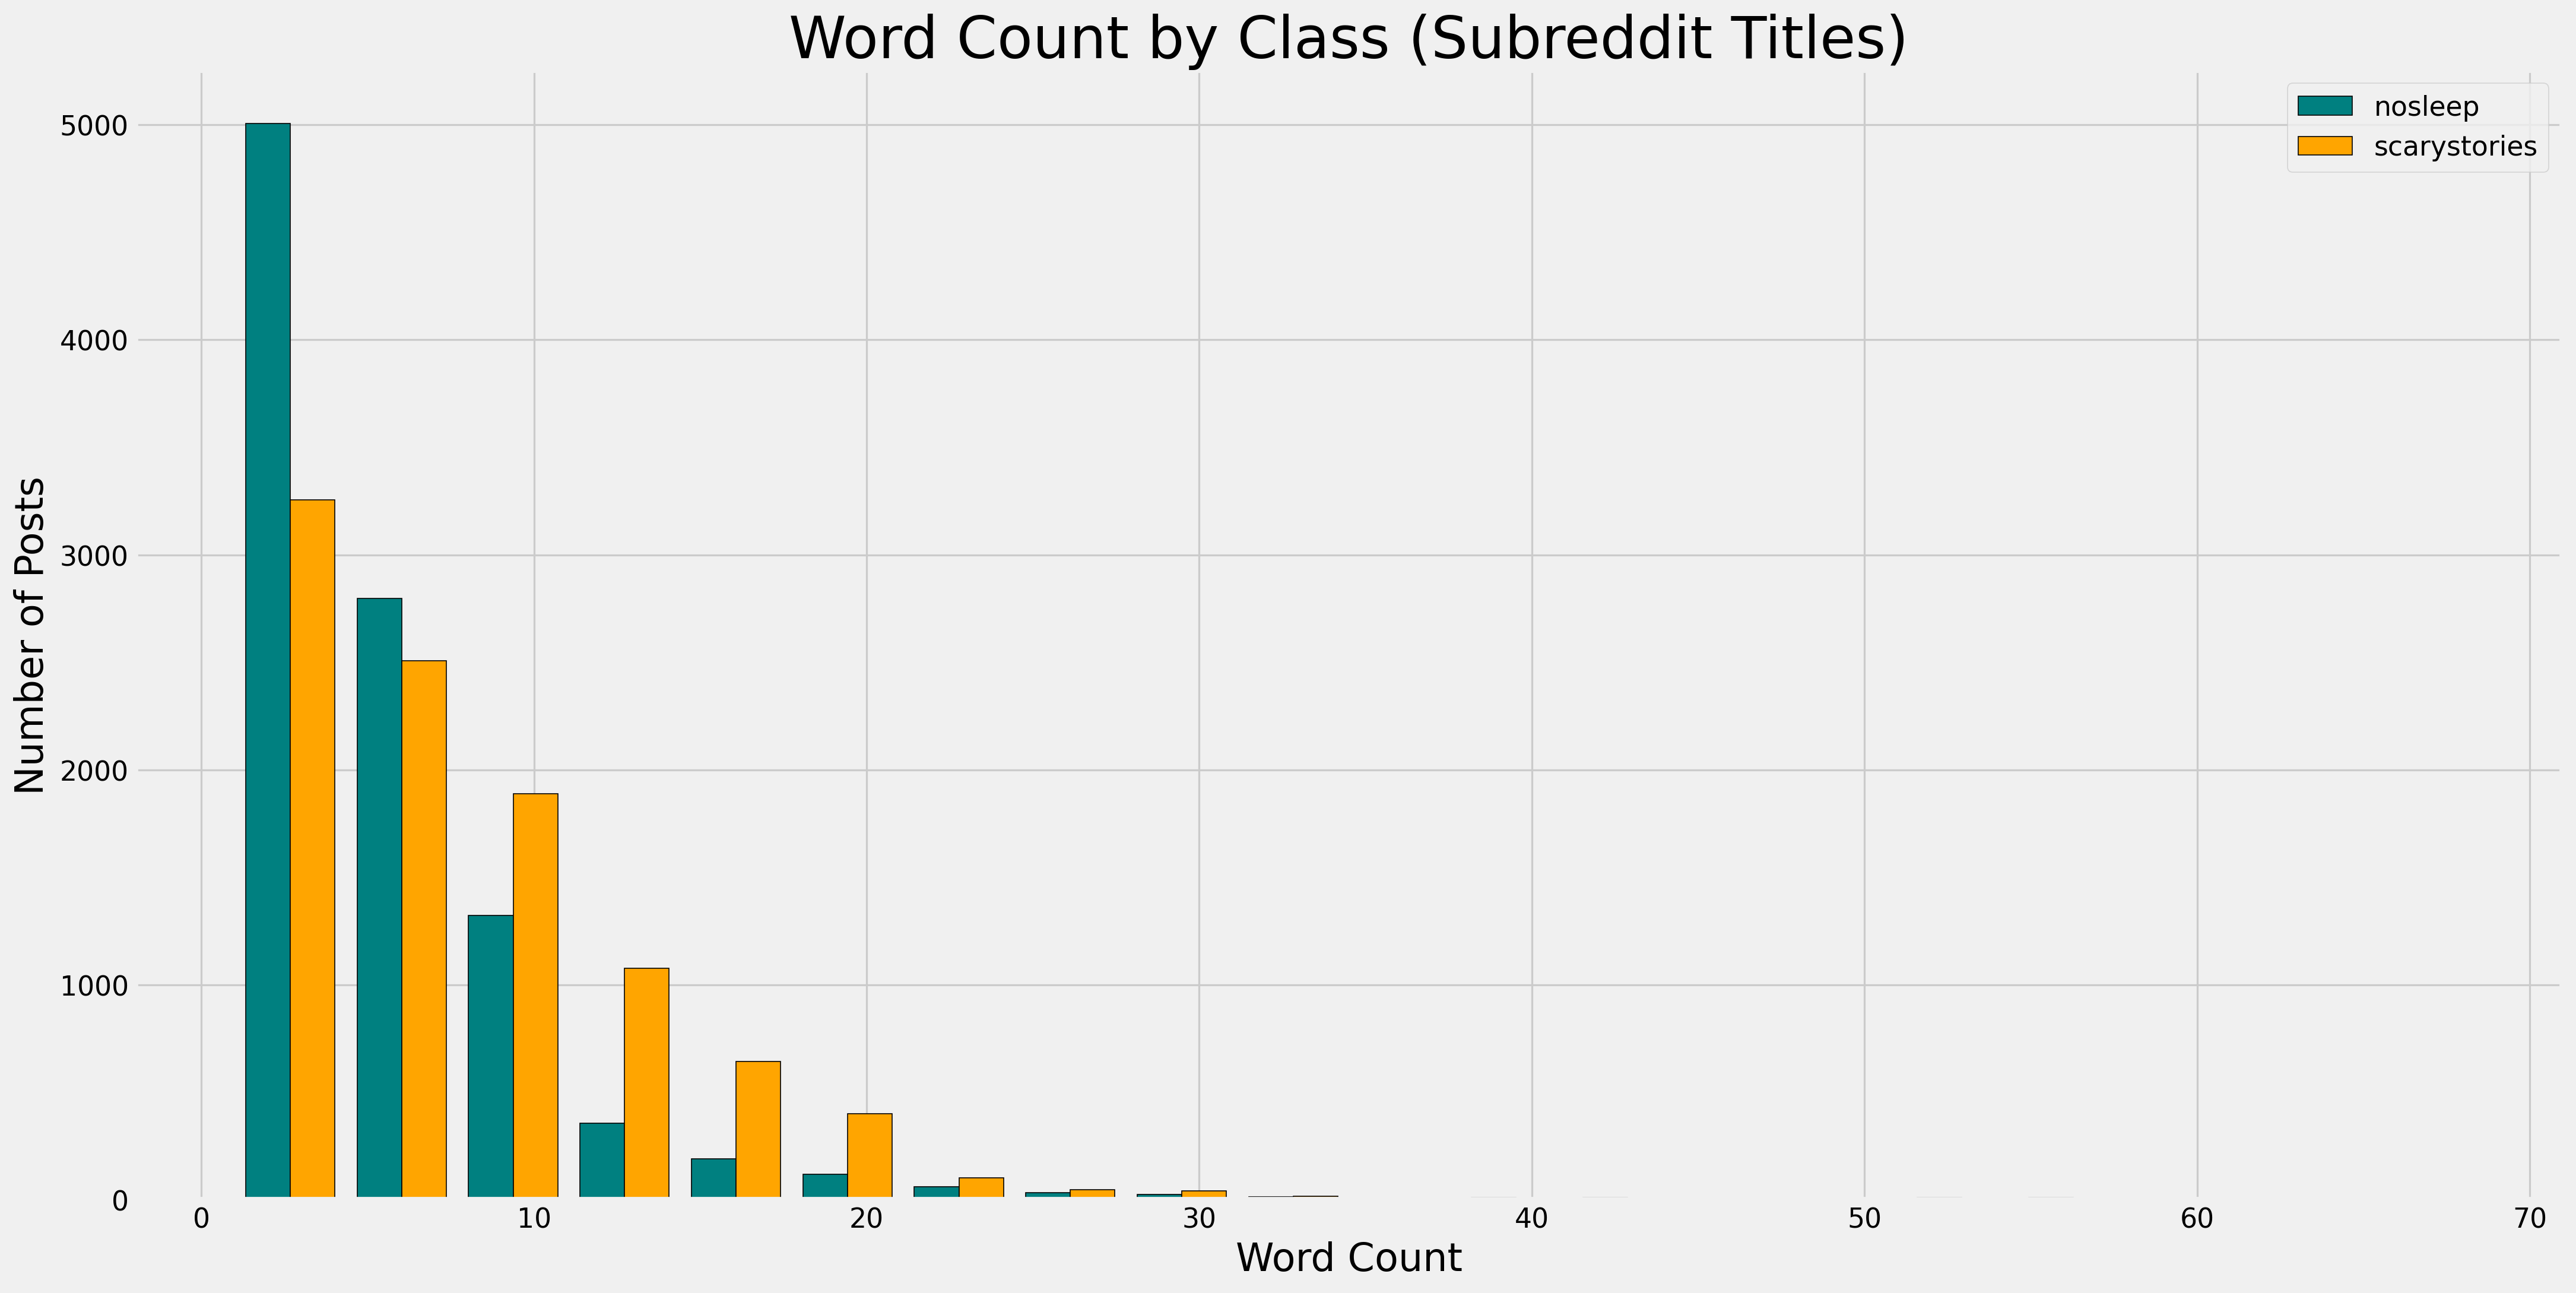 Word Count by Class (Subreddit Titles)
nosleep
scarystories
Number of Posts
5000
4000
3000
2000
1000
0
0 10 20 30 40 50 60 70
Word Count